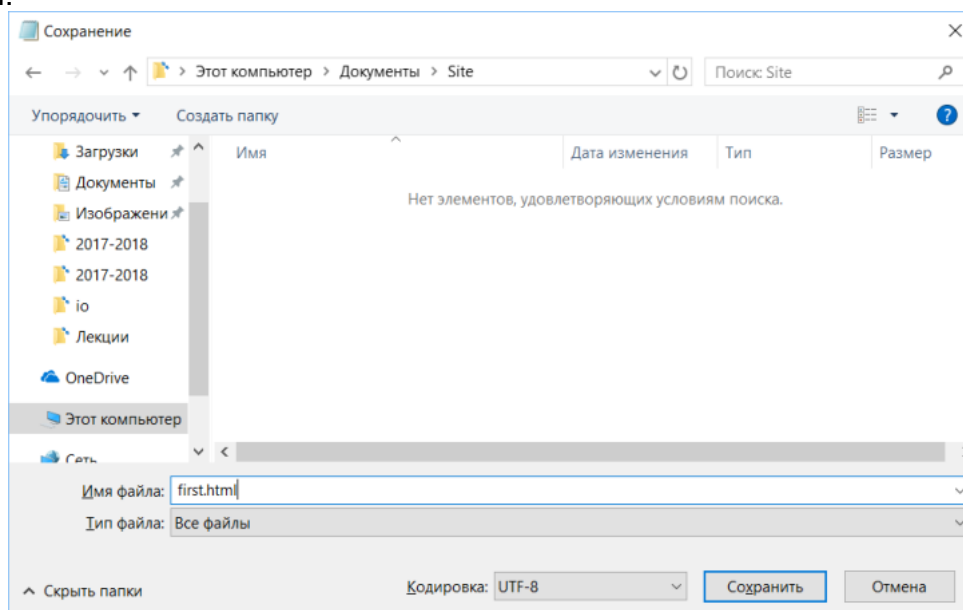 Сохранение
Этот компьютер > Документы > Site
Поиск: Site
Упорядочить Создать папку
Загрузки
Документы
Изображени
2017-2018
2017-2018
io
Лекции
OneDrive
Этот компьютер
Сеть
Имя Дата изменения Тип Размер
Нет элементов, удовлетворяющих условиям поиска.
Имя файла: first.html
Тип файла: Все файлы
Скрыть папки
Кодировка: UTF-8
Сохранить Отмена